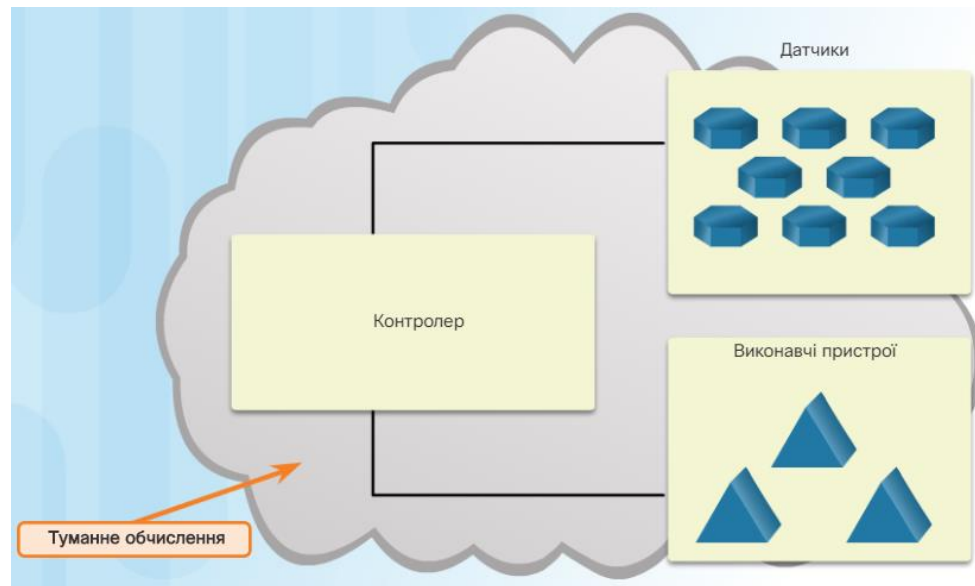 Датчики
Контролер
Виконавчі пристрої
Туманне обчислення